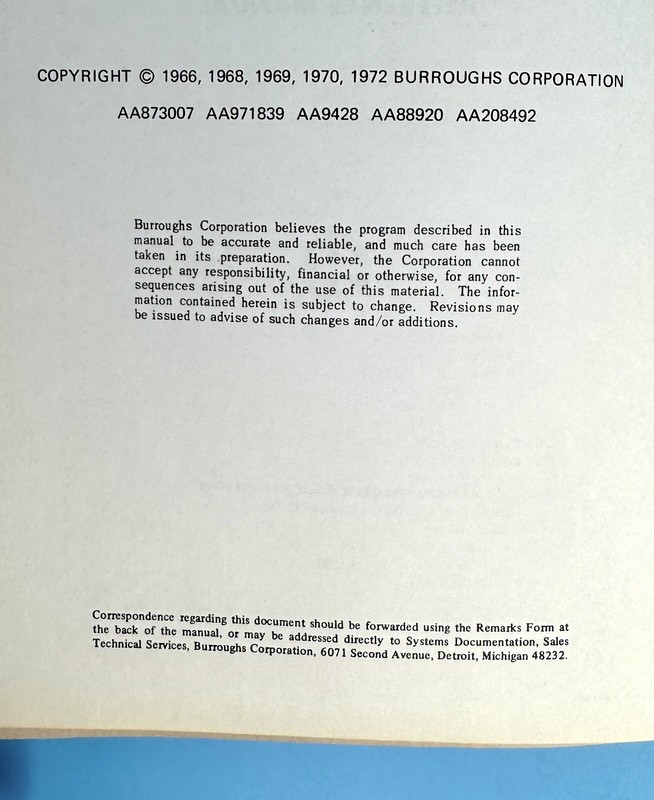 COPYRIGHT © 1966, 1968, 1969, 1970, 1972 BURROUGHS CORPORATION
AA873007 AA971839 AA9428 AA88920 AA208492
Burroughs Corporation believes the program described in this
manual to be accurate and reliable, and much care has been
taken in its preparation. However, the Corporation cannot
accept any responsibility, financial or otherwise, for any con-
sequences arising out of the use of this material. The infor-
mation contained herein is subject to change. Revisions may
be issued to advise of such changes and/or additions.
Correspondence regarding this document should be forwarded using the Remarks Form at
the back of the manual, or may be addressed directly to Systems Documentation, Sales
Technical Services, Burroughs Corporation, 6071 Second Avenue, Detroit, Michigan 48232.